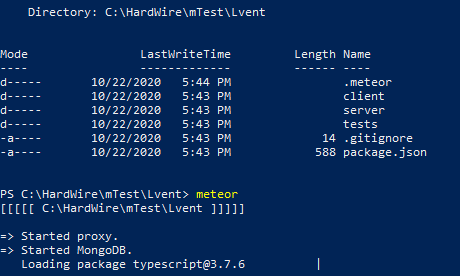 Directory: C:\HardWire\mTest\Lvent
Mode LastWriteTime Length Name
---- ------------- ------ ----
d----- 10/22/2020 5:44 PM .meteor
d----- 10/22/2020 5:43 PM client
d----- 10/22/2020 5:43 PM server
d----- 10/22/2020 5:43 PM tests
-a---- 10/22/2020 5:43 PM 14 .gitignore
-a---- 10/22/2020 5:43 PM 588 package.json
PS C:\HardWire\mTest\Lvent> meteor
[[[[[ C:\HardWire\mTest\Lvent ]]]]]
=> Started proxy.
=> Started MongoDB.
Loading package typescript@3.7.6 |